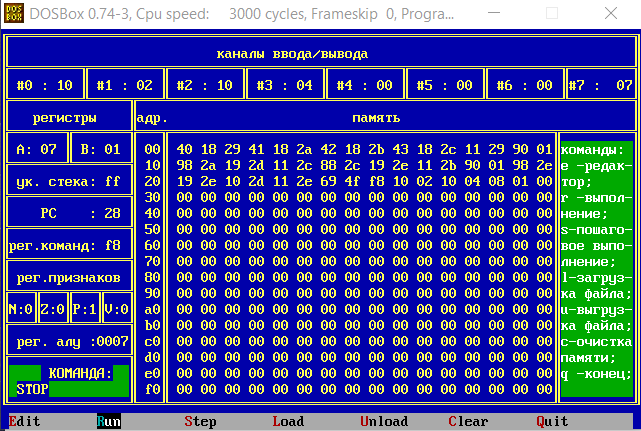 DOSBox 0.74-3, Cpu speed: 3000 cycles, Frameskip 0, Progra...
каналы ввода/вывода
#0 : 10 #1 : 02 #2 : 10 #3 : 04 #4 : 00 #5 : 00 #6 : 00 #7 : 07
регистры адр. память
A: 07 B: 01 00 40 18 29 41 18 2a 42 18 2b 43 18 2c 11 29 90 01 команды:
10 98 2a 19 2d 11 2c 88 2c 19 2e 11 2b 90 01 98 2e e -редак-
ук. стека: ff 20 19 2e 10 2d 11 2e 69 4f f8 10 02 10 04 08 01 00 тор;
30 00 00 00 00 00 00 00 00 00 00 00 00 00 00 00 00 r -выпол-
PC : 28 40 00 00 00 00 00 00 00 00 00 00 00 00 00 00 00 00 нение;
50 00 00 00 00 00 00 00 00 00 00 00 00 00 00 00 00 s-пошаго-
рег.команд: f8 60 00 00 00 00 00 00 00 00 00 00 00 00 00 00 00 00 вое выпо-
70 00 00 00 00 00 00 00 00 00 00 00 00 00 00 00 00 лнение;
рег.признаков 80 00 00 00 00 00 00 00 00 00 00 00 00 00 00 00 00 l-загруз-
90 00 00 00 00 00 00 00 00 00 00 00 00 00 00 00 00 ка файла;
N:0 Z:0 P:1 V:0 a0 00 00 00 00 00 00 00 00 00 00 00 00 00 00 00 00 u-выгруз-
b0 00 00 00 00 00 00 00 00 00 00 00 00 00 00 00 00 ка файла;
рег. алу :0007 c0 00 00 00 00 00 00 00 00 00 00 00 00 00 00 00 00 c-очистка
d0 00 00 00 00 00 00 00 00 00 00 00 00 00 00 00 00 памяти;
КОМАНДА: e0 00 00 00 00 00 00 00 00 00 00 00 00 00 00 00 00 q -конец;
STOP f0 00 00 00 00 00 00 00 00 00 00 00 00 00 00 00 00
Edit Run Step Load Unload Clear Quit